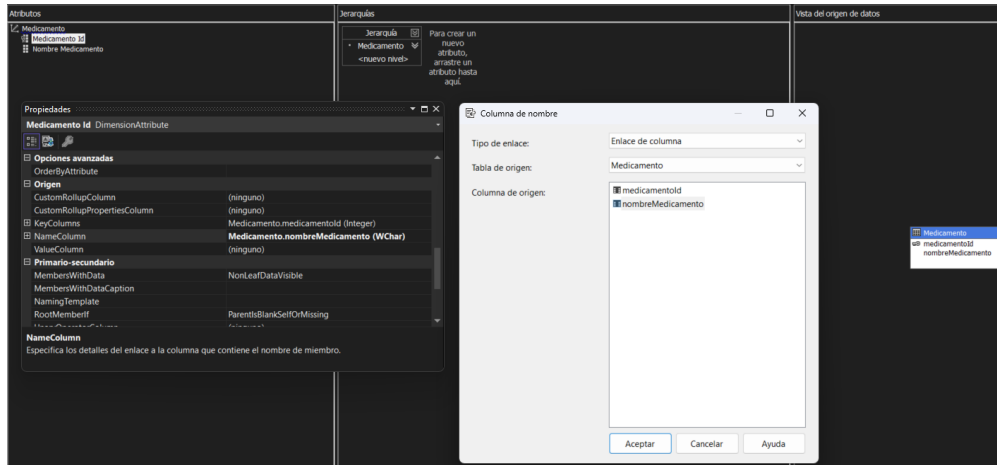 Atributos
Medicamento
Medicamento Id
Nombre Medicamento
Jerarquías
Jerarquía
Medicamento
<nuevo nivel>
Para crear un
nuevo
atributo,
arrastre un
atributo hasta
aquí.
Vista del origen de datos
Medicamento
medicamentoId
nombreMedicamento
Propiedades
Medicamento Id DimensionAttribute
Opciones avanzadas
OrderByAttribute
Origen
CustomRollupColumn (ninguno)
CustomRollupPropertiesColumn (ninguno)
KeyColumns Medicamento.medicamentoId (Integer)
NameColumn Medicamento.nombreMedicamento (WChar)
ValueColumn (ninguno)
Primario-secundario
MembersWithData NonLeafDataVisible
MembersWithDataCaption
NamingTemplate
RootMemberIf ParentIsBlankSelfOrMissing
NameColumn
Especifica los detalles del enlace a la columna que contiene el nombre de miembro.
Columna de nombre
Tipo de enlace: Enlace de columna
Tabla de origen: Medicamento
Columna de origen: medicamentoId
nombreMedicamento
Aceptar Cancelar Ayuda